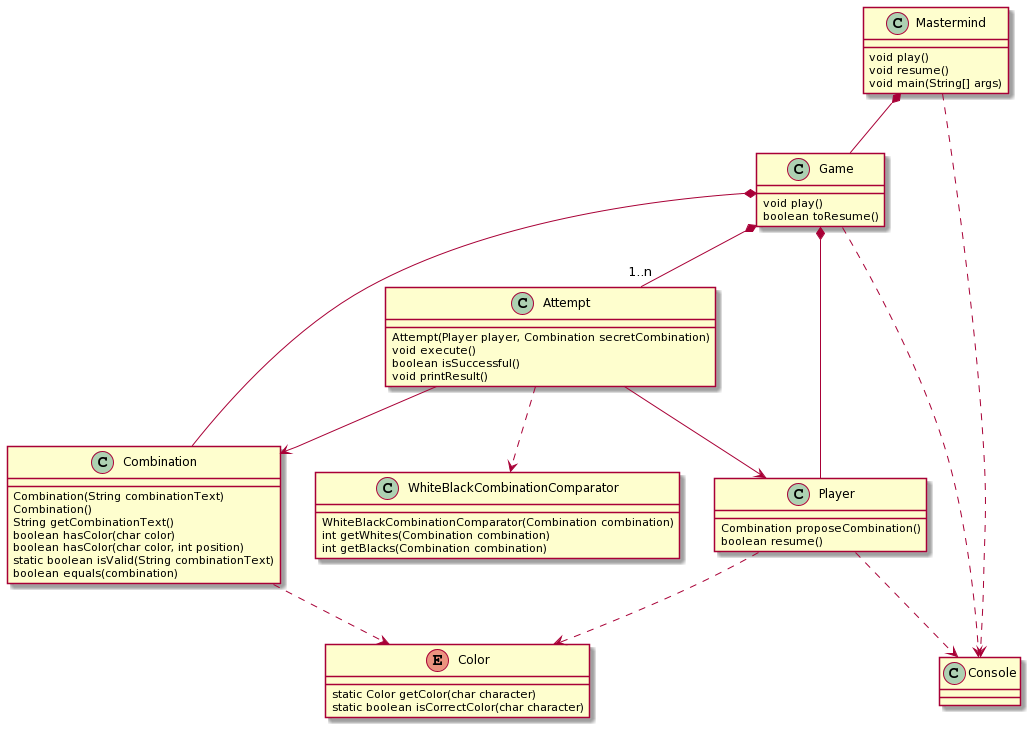 C Mastermind
void play()
void resume()
void main(String[] args)
C Game
void play()
boolean toResume()
1..n
C Attempt
Attempt(Player player, Combination secretCombination)
void execute()
boolean isSuccessful()
void printResult()
C Combination
Combination(String combinationText)
Combination()
String getCombinationText()
boolean hasColor(char color)
boolean hasColor(char color, int position)
static boolean isValid(String combinationText)
boolean equals(combination)
C WhiteBlackCombinationComparator
WhiteBlackCombinationComparator(Combination combination)
int getWhites(Combination combination)
int getBlacks(Combination combination)
C Player
Combination proposeCombination()
boolean resume()
E Color
static Color getColor(char character)
static boolean isCorrectColor(char character)
C Console